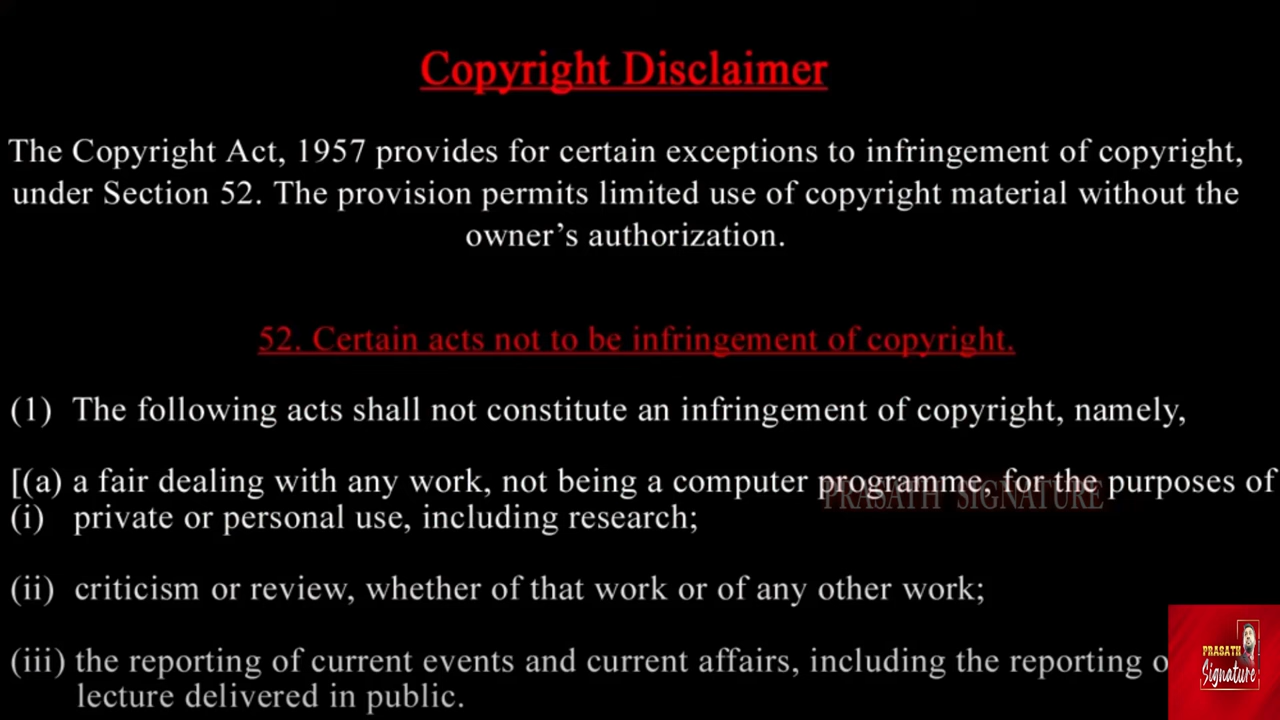 Copyright Disclaimer
The Copyright Act, 1957 provides for certain exceptions to infringement of copyright,
under Section 52. The provision permits limited use of copyright material without the
owner’s authorization.
52. Certain acts not to be infringement of copyright.
(1) The following acts shall not constitute an infringement of copyright, namely,
[(a) a fair dealing with any work, not being a computer programme, for the purposes of
PRASATH SIGNATURE
(i) private or personal use, including research;
(ii) criticism or review, whether of that work or of any other work;
(iii) the reporting of current events and current affairs, including the reporting
lecture delivered in public.
PRASATH
Signature